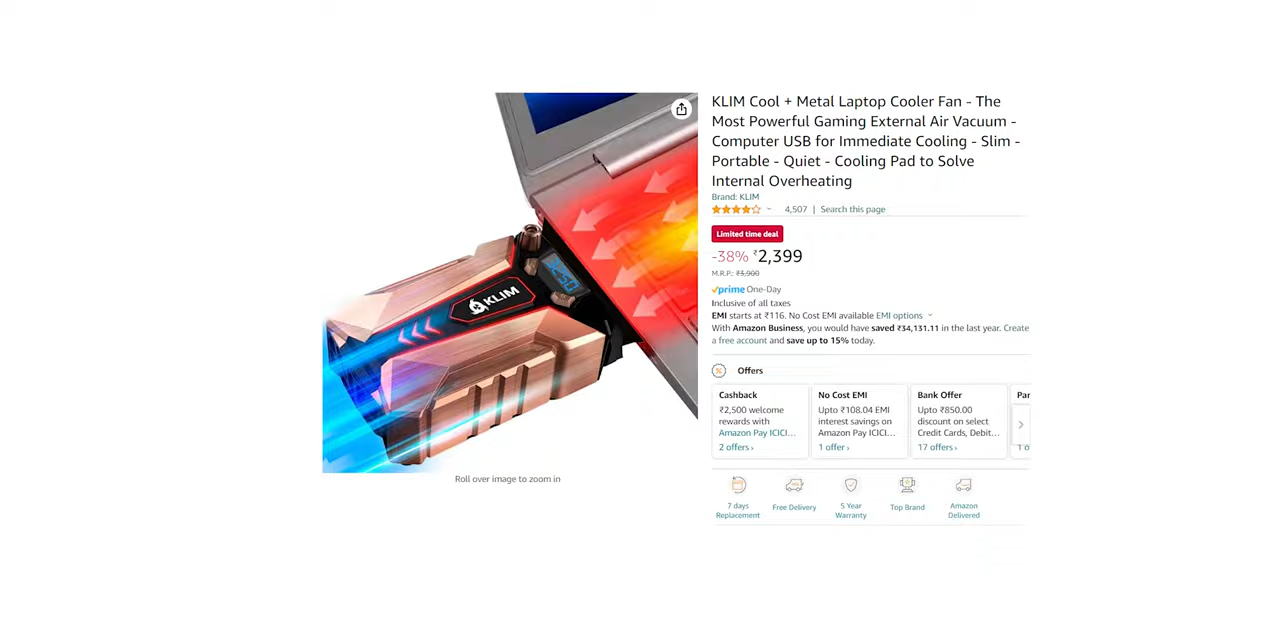 KLIM Cool + Metal Laptop Cooler Fan - The
Most Powerful Gaming External Air Vacuum -
Computer USB for Immediate Cooling - Slim -
Portable - Quiet - Cooling Pad to Solve
Internal Overheating
Brand: KLIM
4,507 | Search this page
Limited time deal
-38% ₹2,399
M.R.P.: ₹3,900
prime One-Day
Inclusive of all taxes
EMI starts at ₹116. No Cost EMI available EMI options
With Amazon Business, you would have saved ₹34,131.11 in the last year. Create
a free account and save up to 15% today.
Offers
Cashback
₹2,500 welcome
rewards with
Amazon Pay ICICI...
2 offers ›
No Cost EMI
Upto ₹108.04 EMI
interest savings on
Amazon Pay ICICI...
1 offer ›
Bank Offer
Upto ₹850.00
discount on select
Credit Cards, Debit...
17 offers ›
Par
1 o
7 days
Replacement
Free Delivery
5 Year
Warranty
Top Brand
Amazon
Delivered
KLIM
Roll over image to zoom in